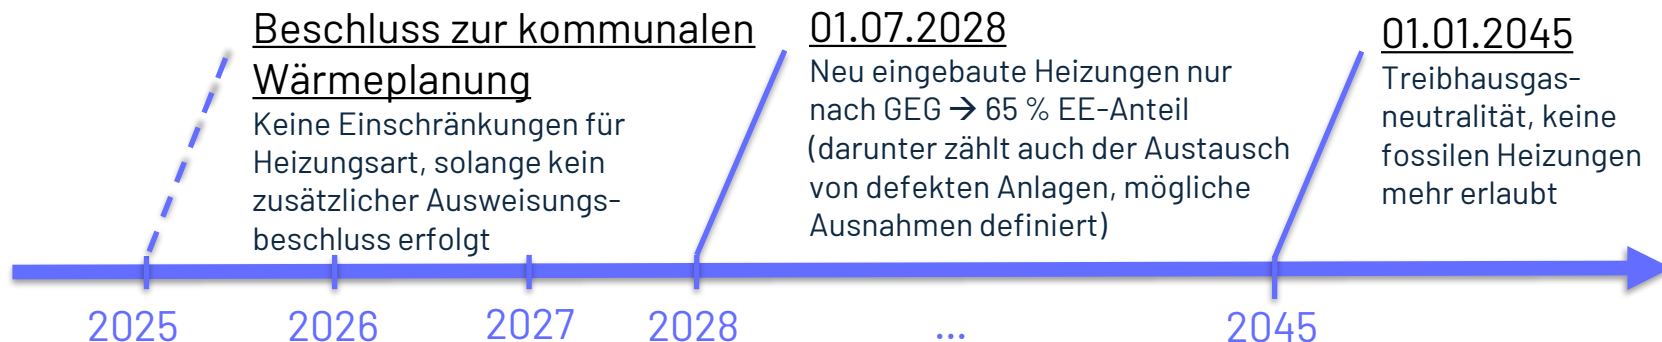 Beschluss zur kommunalen
Wärmeplanung
Keine Einschränkungen für
Heizungsart, solange kein
zusätzlicher Ausweisungs-
beschluss erfolgt
01.07.2028
Neu eingebaute Heizungen nur
nach GEG → 65 % EE-Anteil
(darunter zählt auch der Austausch
von defekten Anlagen, mögliche
Ausnahmen definiert)
01.01.2045
Treibhausgas-
neutralität, keine
fossilen Heizungen
mehr erlaubt
2025
2026
2027
2028
...
2045